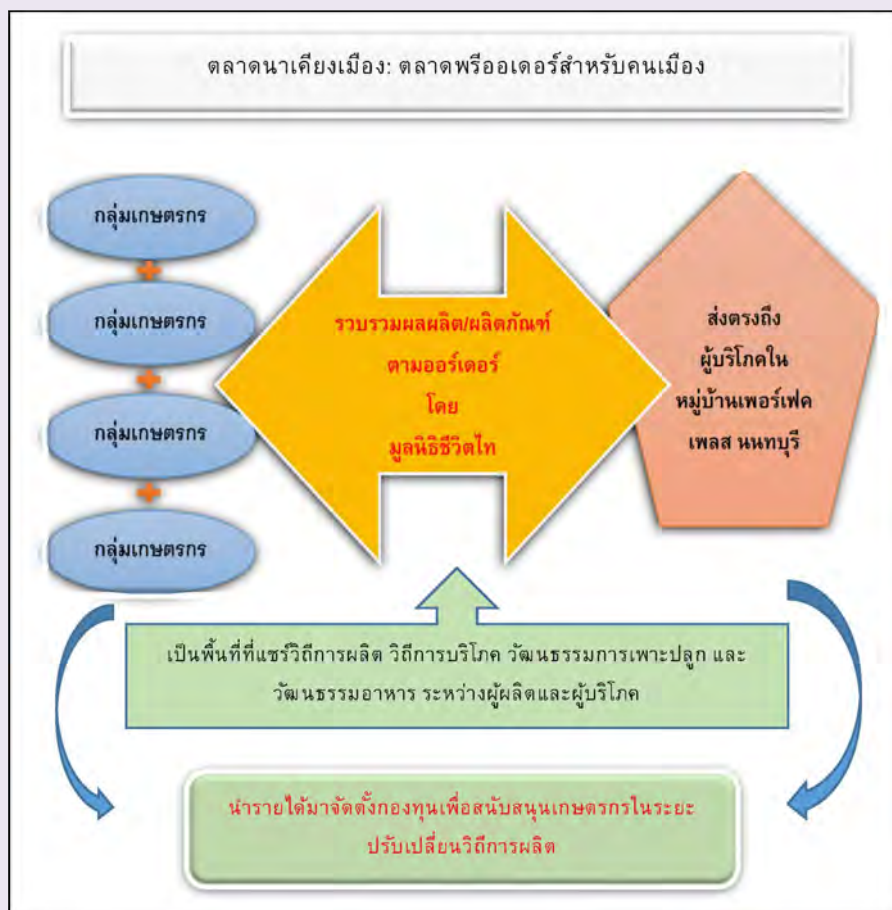 ตลาดนาเคียงเมือง: ตลาดพรีออเดอร์สำหรับคนเมือง
กลุ่มเกษตรกร
กลุ่มเกษตรกร
กลุ่มเกษตรกร
กลุ่มเกษตรกร
รวบรวมผลผลิต/ผลิตภัณฑ์
ตามออร์เดอร์
โดย
มูลนิธิชีวิตไท
ส่งตรงถึง
ผู้บริโภคใน
หมู่บ้านเพอร์เฟค
เพลส นนทบุรี
เป็นพื้นที่ที่แชร์วิถีการผลิต วิถีการบริโภค วัฒนธรรมการเพาะปลูก และ
วัฒนธรรมอาหาร ระหว่างผู้ผลิตและผู้บริโภค
นำรายได้มาจัดตั้งกองทุนเพื่อสนับสนุนเกษตรกรในระยะ
ปรับเปลี่ยนวิถีการผลิต